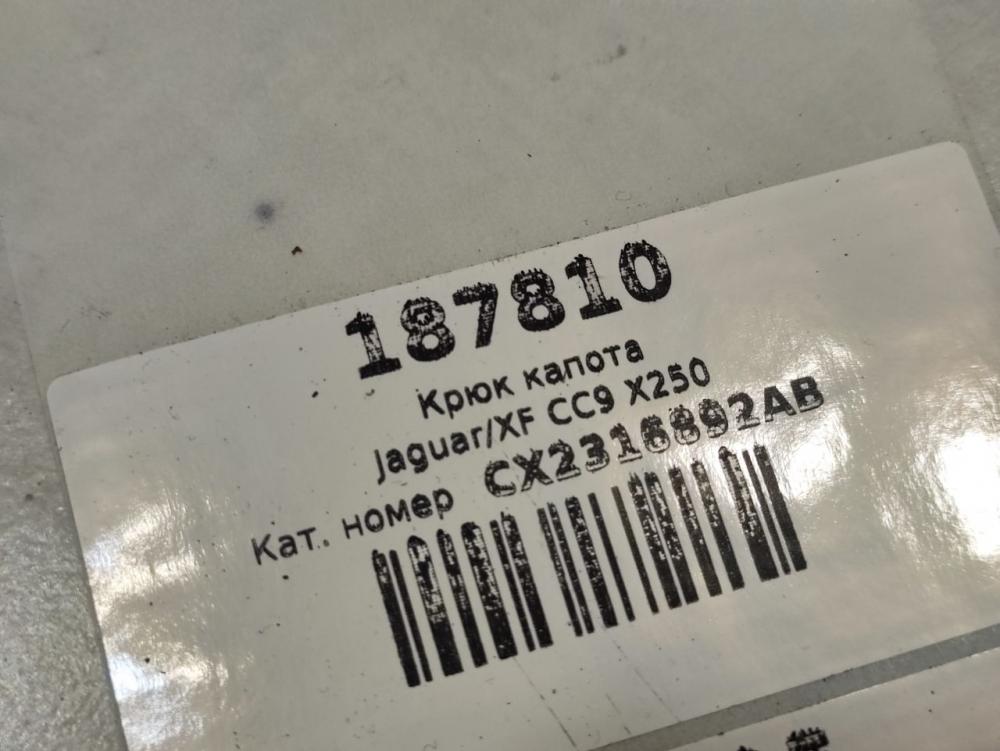 187810
Крюк капота
Jaguar/XF CC9 X250
Кат. номер CX2316892AB